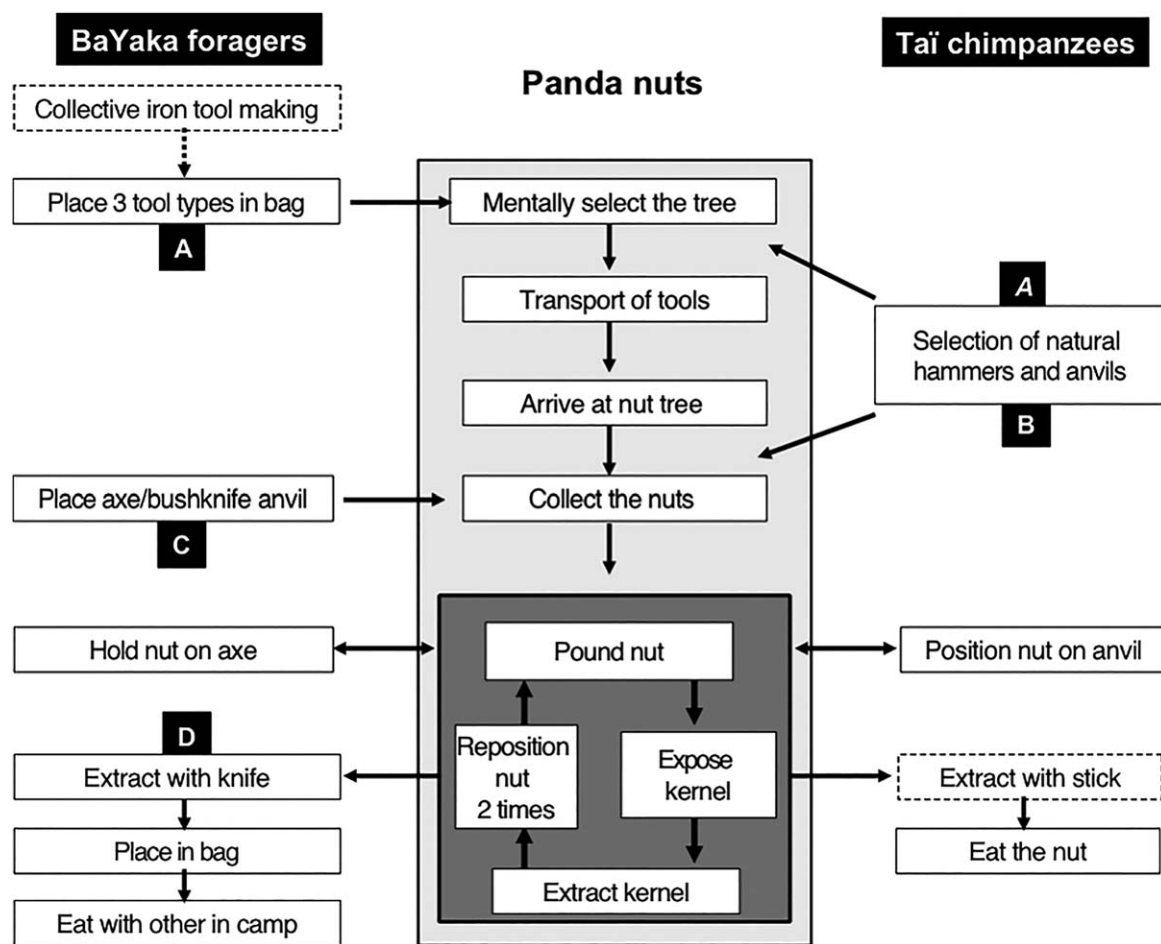 BaYaka foragers
Taï chimpanzees
Panda nuts
Collective iron tool making
Place 3 tool types in bag
A
Mentally select the tree
Transport of tools
A
Selection of natural
hammers and anvils
B
Arrive at nut tree
Place axe/bushknife anvil
C
Collect the nuts
Hold nut on axe
Pound nut
Position nut on anvil
D
Extract with knife
Reposition
nut
2 times
Expose
kernel
Extract with stick
Place in bag
Eat the nut
Extract kernel
Eat with other in camp